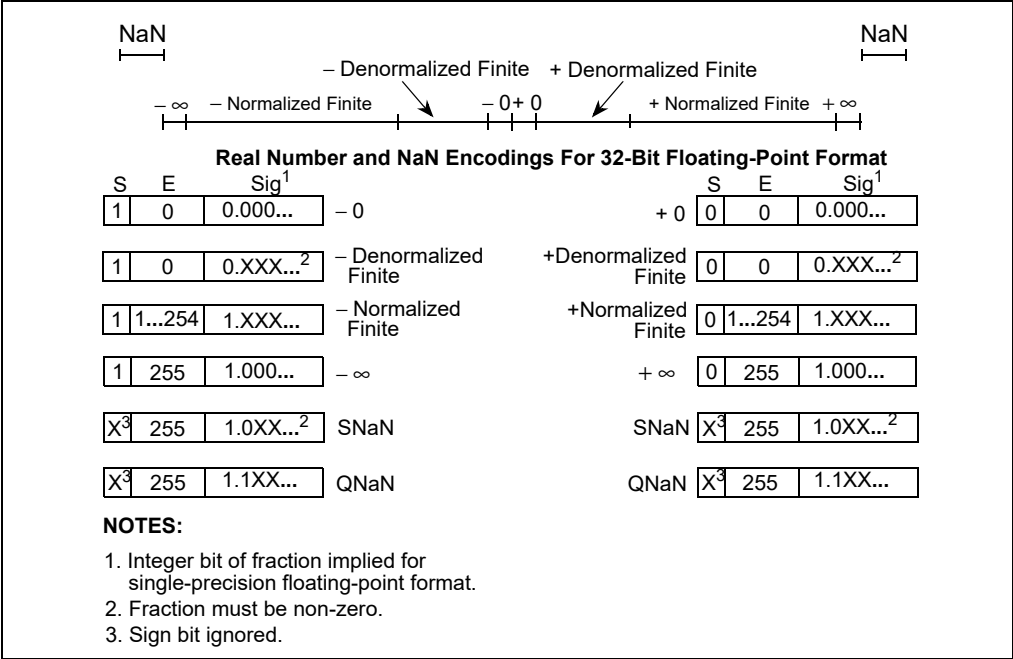 NaN NaN
– Denormalized Finite + Denormalized Finite
– ∞ – Normalized Finite – 0 + 0 + Normalized Finite + ∞
Real Number and NaN Encodings For 32-Bit Floating-Point Format
S E Sig1 S E Sig1
1 0 0.000... – 0 + 0 0 0 0.000...
1 0 0.XXX...2 – Denormalized Finite +Denormalized Finite 0 0 0.XXX...2
1 1...254 1.XXX... – Normalized Finite +Normalized Finite 0 1...254 1.XXX...
1 255 1.000... – ∞ + ∞ 0 255 1.000...
X3 255 1.0XX...2 SNaN SNaN X3 255 1.0XX...2
X3 255 1.1XX... QNaN QNaN X3 255 1.1XX...
NOTES:
1. Integer bit of fraction implied for
single-precision floating-point format.
2. Fraction must be non-zero.
3. Sign bit ignored.